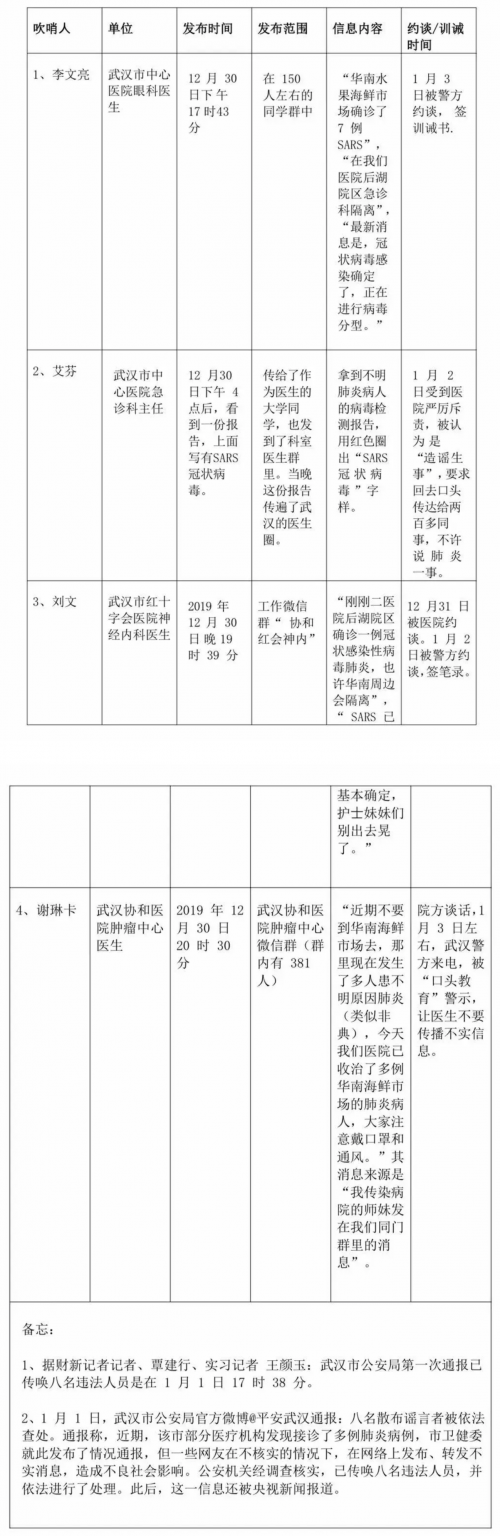 吹哨人
单位
发布时间
发布范围
信息内容
约谈/训诫
时间
1、李文亮
武汉市中心
医院眼科医
生
12 月 30
日下午
17 时43
分
在 150
人左右的
同学群中
“华南水
果海鲜市
场确诊了
7 例
SARS”，
“在我们
医院后湖
院区急诊
科隔离”，
“最新消
息是，冠
状病毒感
染确定
了，正在
进行病毒
分型。”
1 月 3
日被警方
约谈， 签
训诫书.
2、艾芬
武汉市中
心医院急
诊科主任
12 月30
日下午 4
点后，看
到一份报
告，上面
写有SARS
冠状病
毒。
传给了作
为医生的
大学同
学，也发
到了科室
医生群
里。当晚
这份报告
传遍了武
汉的医生
圈。
拿到不明
肺炎病人
的病毒检
测报告，
用红色圈
出“SARS
冠 状 病
毒 ”字
样。
1 月 2
日受到医
院严厉斥
责，被认
为 是
“造谣生
事”,要求
回去口头
传达给两
百多同
事，不许
说 肺 炎
一事。
3、刘文
武汉市红十
字会医院神
经内科医生
2019 年
12 月 30
日晚 19
时 39 分
工作微信
群“ 协和
红会神内”
“刚刚二医
院后湖院区
确诊一例冠
状感染性病
毒肺炎，也
许华南周边
会隔离”，
“ SARS 已
12月31 日
被医院约
谈。1 月 2
日被警方约
谈,签笔录。
基本确定，
护士妹妹们
别出去晃
了。”
4、谢琳卡
武汉协和医
院肿瘤中心
医生
2019 年 12
月 30 日
20 时 30
分
武汉协和医
院肿瘤中心
微信群（群
内有 381
人）
“近期不要
到华南海鲜
市场去，那
里现在发生
了多人患不
明原因肺炎
（类似非
典），今天
我们医院已
收治了多例
华南海鲜市
场的肺炎病
人，大家注
意戴口罩和
通风。”其
消息来源是
“我传染病
院的师妹发
在我们同门
群里的消
息”。
院方谈话,1
月 3 日左
右，武汉警
方来电，被
“口头教
育”警示，
让医生不要
传播不实信
息。
备忘：
1、据财新记者记者、覃建行、实习记者 王颜玉：武汉市公安局第一次通报已
传唤八名违法人员是在 1 月 1 日 17 时 38 分。
2、1 月 1 日，武汉市公安局官方微博@平安武汉通报：八名散布谣言者被依法
查处。通报称，近期，该市部分医疗机构发现接诊了多例肺炎病例，市卫健委
就此发布了情况通报，但一些网友在不核实的情况下，在网络上发布、转发不
实消息，造成不良社会影响。公安机关经调查核实，已传唤八名违法人员，并
依法进行了处理。此后，这一信息还被央视新闻报道。